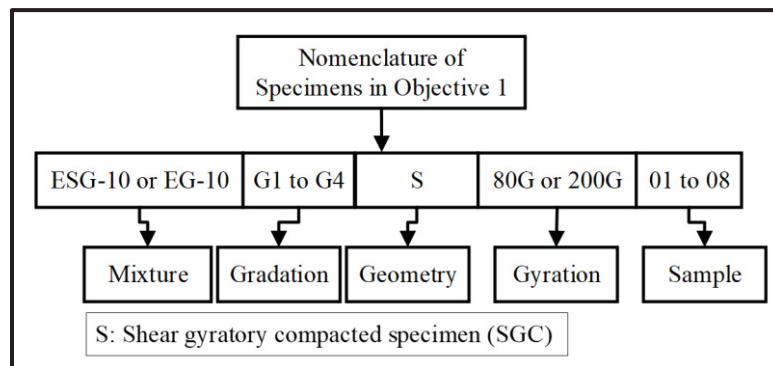 Nomenclature of
Specimens in Objective 1
ESG-10 or EG-10 G1 to G4 S 80G or 200G 01 to 08
Mixture Gradation Geometry Gyration Sample
S: Shear gyratory compacted specimen (SGC)